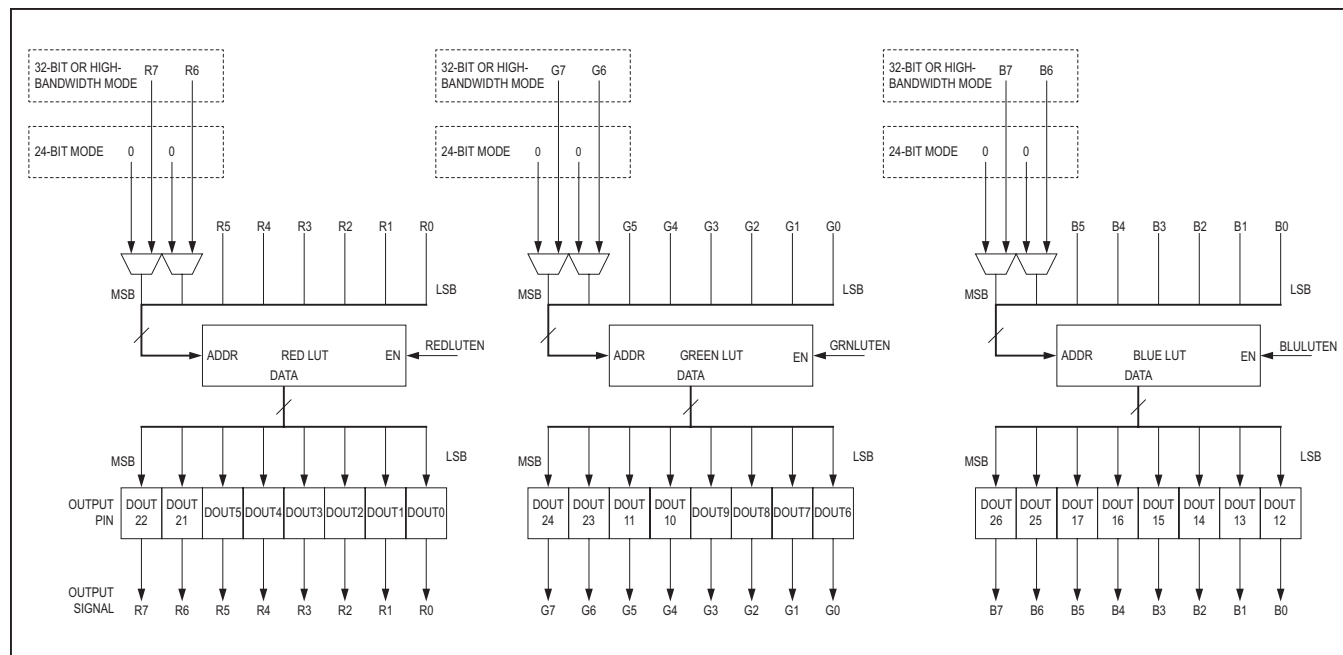 32-BIT OR HIGH-
BANDWIDTH MODE
R7 R6
24-BIT MODE 0 0
R5 R4 R3 R2 R1 R0
MSB LSB
ADDR RED LUT EN REDLUTEN
DATA
MSB LSB
OUTPUT
PIN
DOUT
22
DOUT
21
DOUT5 DOUT4 DOUT3 DOUT2 DOUT1 DOUT0
OUTPUT
SIGNAL
R7 R6 R5 R4 R3 R2 R1 R0
32-BIT OR HIGH-
BANDWIDTH MODE
G7 G6
24-BIT MODE 0 0
G5 G4 G3 G2 G1 G0
MSB LSB
ADDR GREEN LUT EN GRNLUTEN
DATA
MSB LSB
DOUT
24
DOUT
23
DOUT
11
DOUT
10
DOUT9 DOUT8 DOUT7 DOUT6
G7 G6 G5 G4 G3 G2 G1 G0
32-BIT OR HIGH-
BANDWIDTH MODE
B7 B6
24-BIT MODE 0 0
B5 B4 B3 B2 B1 B0
MSB LSB
ADDR BLUE LUT EN BLULUTEN
DATA
MSB LSB
DOUT
26
DOUT
25
DOUT
17
DOUT
16
DOUT
15
DOUT
14
DOUT
13
DOUT
12
B7 B6 B5 B4 B3 B2 B1 B0